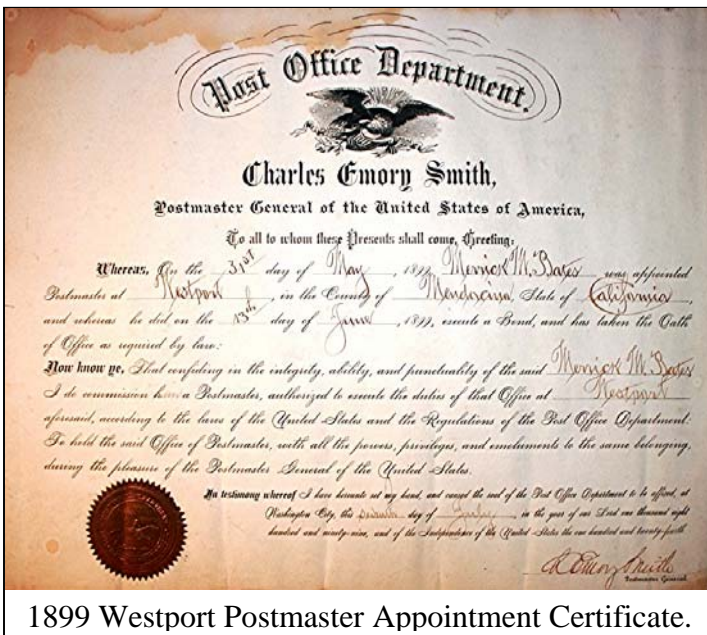 Post Office Department.
Charles Emory Smith,
Postmaster General of the United States of America,
To all to whom these Presents shall come, Greeting:
Whereas, On the 31st day of May, 1899, Merrick M. Bates was appointed
Postmaster at Westport, in the County of Mendocino State of California,
and whereas he did on the 13th day of June, 1899, execute a Bond, and has taken the Oath
of Office as required by law:
Now know ye, That confiding in the integrity, ability, and punctuality of the said Merrick M. Bates
I do commission a Postmaster, authorized to execute the duties of that Office at Westport
aforesaid, according to the laws of the United States and the Regulations of the Post Office Department:
To hold the said Office of Postmaster, with all the powers, privileges, and emoluments to the same belonging,
during the pleasure of the Postmaster General of the United States.
In testimony whereof I have hereunto set my hand, and caused the seal of the Post Office Department to be affixed, at
Washington City, this day of in the year of our Lord one thousand eight
hundred and ninety-nine, and of the Independence of the United States the one hundred and twenty-fourth
Ch Emory Smith
Postmaster General.
1899 Westport Postmaster Appointment Certificate.